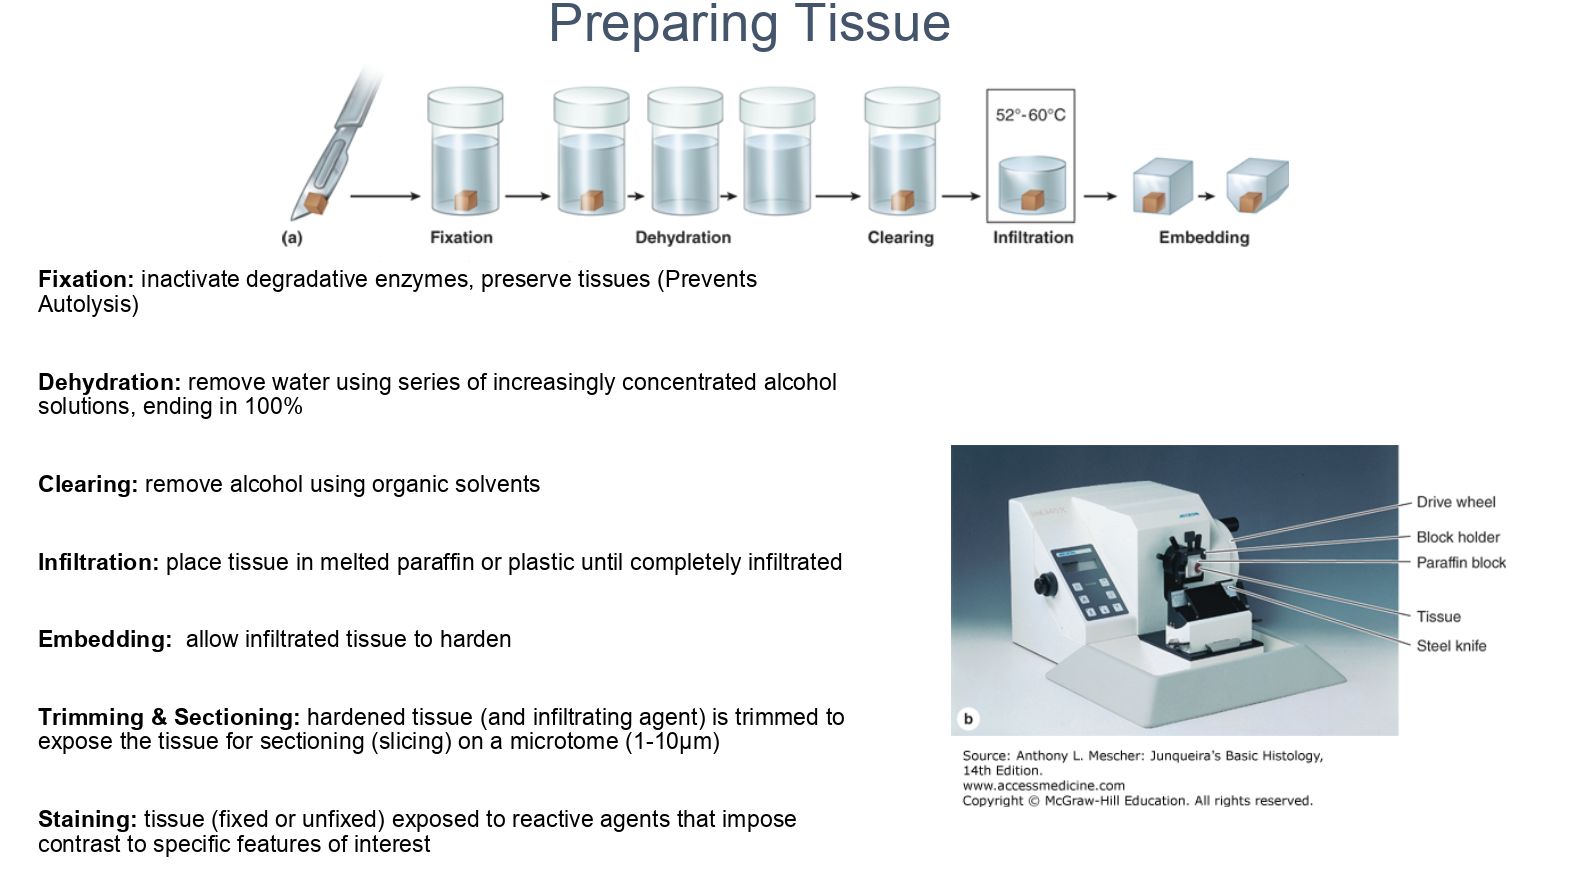 Preparing Tissue
52°-60°C
(a)
Fixation
Dehydration
Clearing
Infiltration
Embedding
Fixation: inactivate degradative enzymes, preserve tissues (Prevents
Autolysis)
Dehydration: remove water using series of increasingly concentrated alcohol
solutions, ending in 100%
Clearing: remove alcohol using organic solvents
Infiltration: place tissue in melted paraffin or plastic until completely infiltrated
Embedding:  allow infiltrated tissue to harden
Trimming & Sectioning: hardened tissue (and infiltrating agent) is trimmed to
expose the tissue for sectioning (slicing) on a microtome (1-10µm)
Staining: tissue (fixed or unfixed) exposed to reactive agents that impose
contrast to specific features of interest
Drive wheel
Block holder
Paraffin block
Tissue
Steel knife
b
Source: Anthony L. Mescher: Junqueira's Basic Histology,
14th Edition.
www.accessmedicine.com
Copyright © McGraw-Hill Education. All rights reserved.